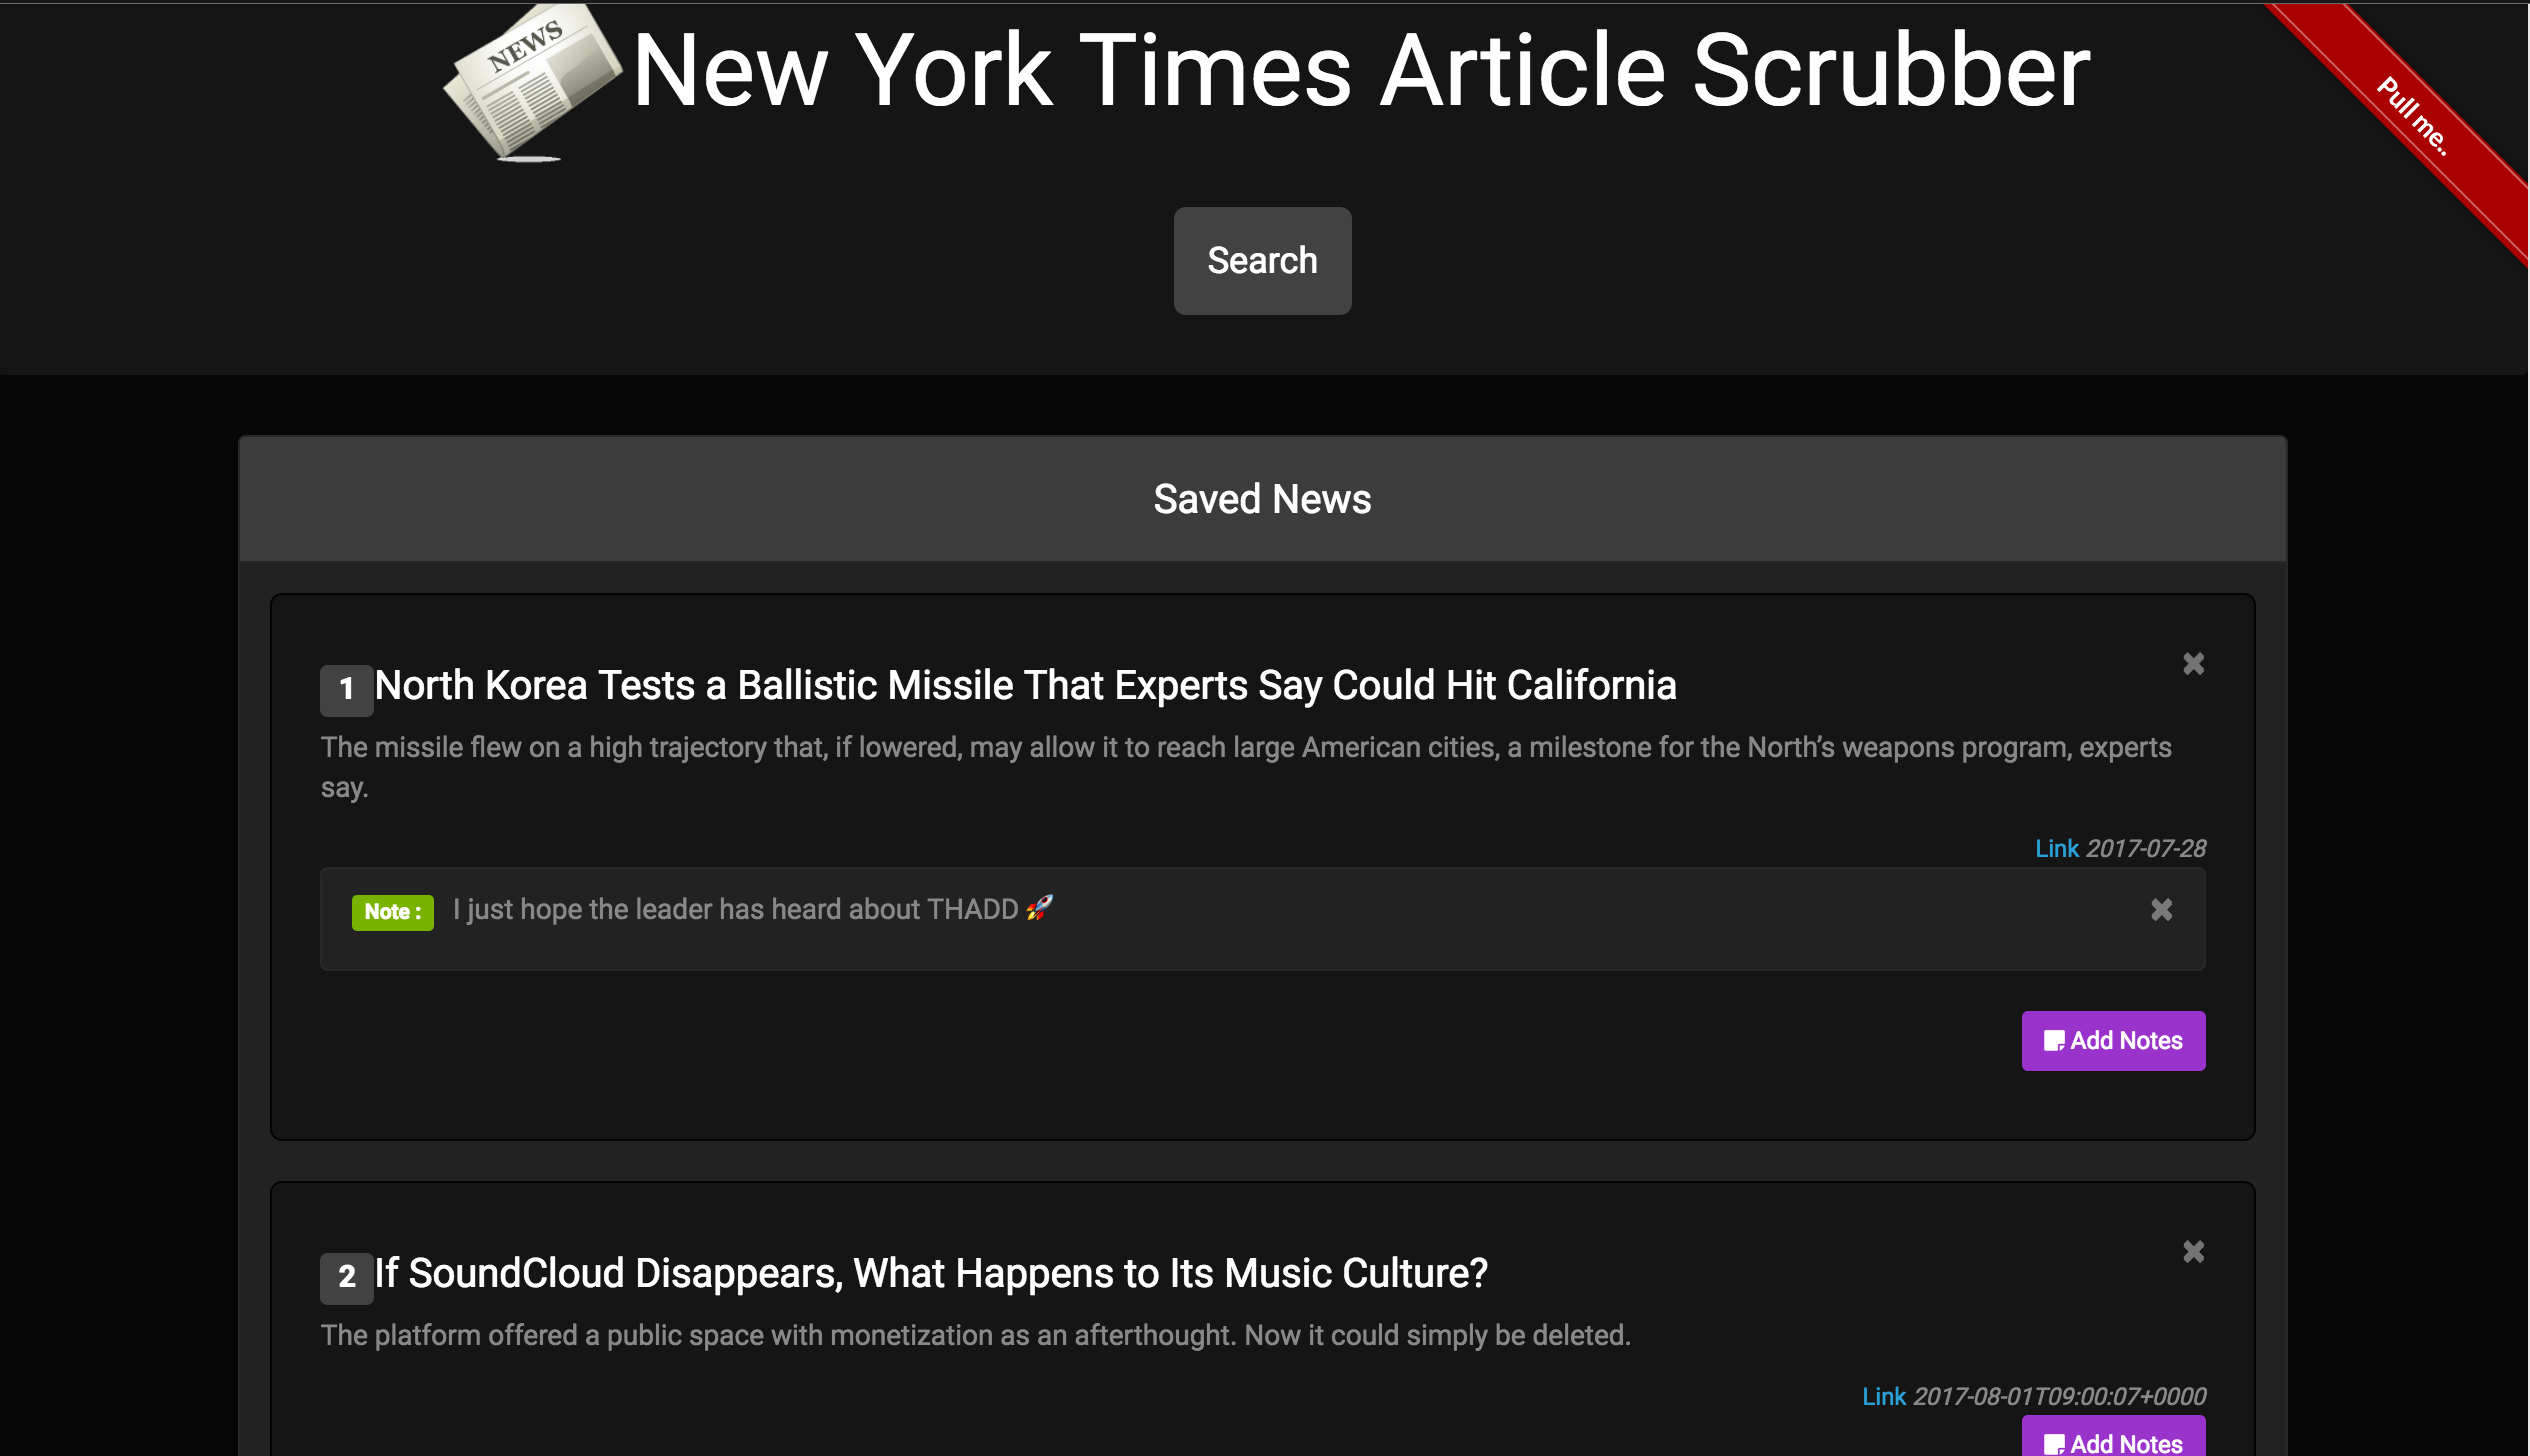 NEWS
New York Times Article Scrubber
Pull me..
Search
Saved News
1 North Korea Tests a Ballistic Missile That Experts Say Could Hit California
The missile flew on a high trajectory that, if lowered, may allow it to reach large American cities, a milestone for the North’s weapons program, experts
say.
Link 2017-07-28
Note : I just hope the leader has heard about THADD 🚀
Add Notes
2 If SoundCloud Disappears, What Happens to Its Music Culture?
The platform offered a public space with monetization as an afterthought. Now it could simply be deleted.
Link 2017-08-01T09:00:07+0000
Add Notes